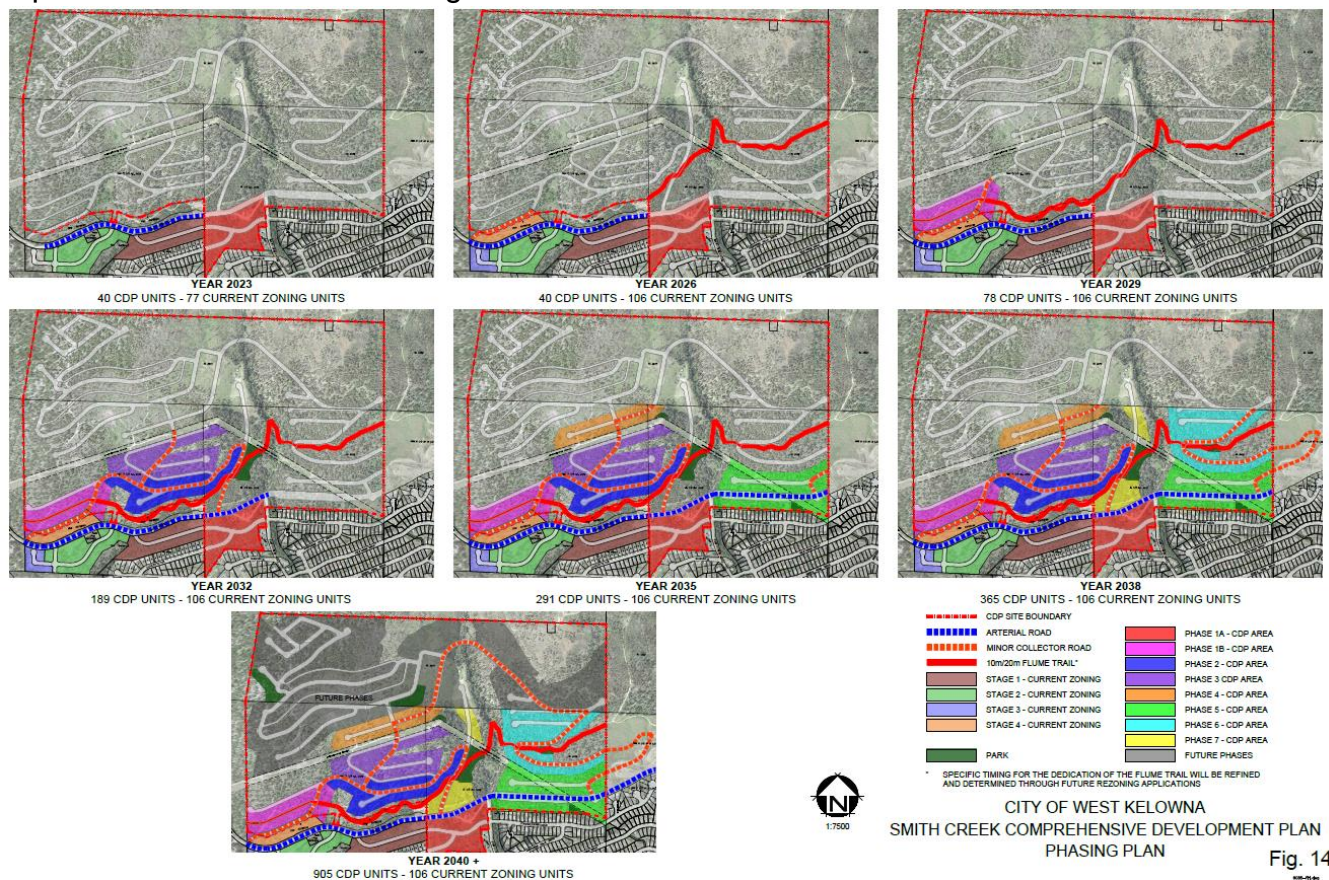 YEAR 2023
40 CDP UNITS - 77 CURRENT ZONING UNITS
YEAR 2026
40 CDP UNITS - 106 CURRENT ZONING UNITS
YEAR 2029
78 CDP UNITS - 106 CURRENT ZONING UNITS
YEAR 2032
189 CDP UNITS - 106 CURRENT ZONING UNITS
YEAR 2035
291 CDP UNITS - 106 CURRENT ZONING UNITS
YEAR 2038
365 CDP UNITS - 106 CURRENT ZONING UNITS
FUTURE PHASES
YEAR 2040 +
905 CDP UNITS - 106 CURRENT ZONING UNITS
CDP SITE BOUNDARY
ARTERIAL ROAD
MINOR COLLECTOR ROAD
10m/20m FLUME TRAIL*
STAGE 1 - CURRENT ZONING
STAGE 2 - CURRENT ZONING
STAGE 3 - CURRENT ZONING
STAGE 4 - CURRENT ZONING
PARK
PHASE 1A - CDP AREA
PHASE 1B - CDP AREA
PHASE 2 - CDP AREA
PHASE 3 CDP AREA
PHASE 4 - CDP AREA
PHASE 5 - CDP AREA
PHASE 6 - CDP AREA
PHASE 7 - CDP AREA
FUTURE PHASES
* SPECIFIC TIMING FOR THE DEDICATION OF THE FLUME TRAIL WILL BE REFINED
AND DETERMINED THROUGH FUTURE REZONING APPLICATIONS
N
1:7500
CITY OF WEST KELOWNA
SMITH CREEK COMPREHENSIVE DEVELOPMENT PLAN
PHASING PLAN
Fig. 14